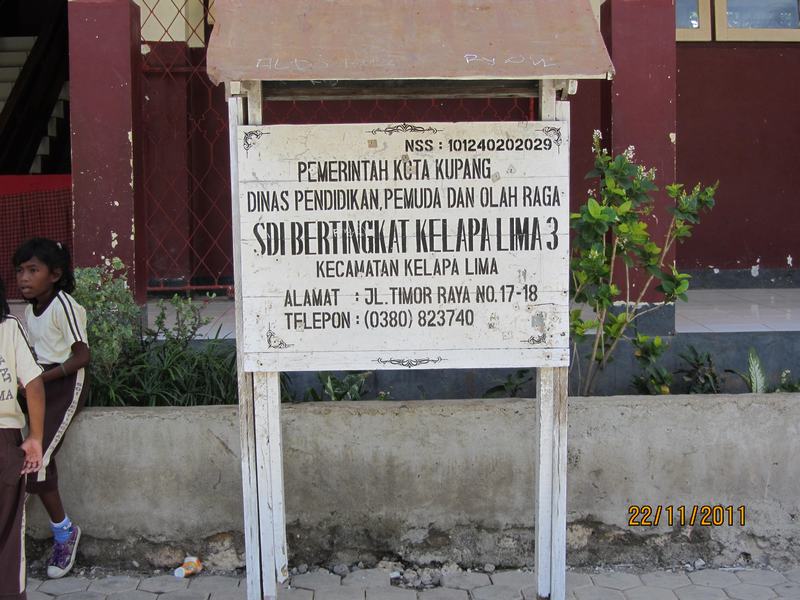 NSS : 101240202029
PEMERINTAH KOTA KUPANG
DINAS PENDIDIKAN, PEMUDA DAN OLAH RAGA
SDI BERTINGKAT KELAPA LIMA 3
KECAMATAN KELAPA LIMA
ALAMAT : JL. TIMOR RAYA NO. 17-18
TELEPON : (0380) 823740
22/11/2011